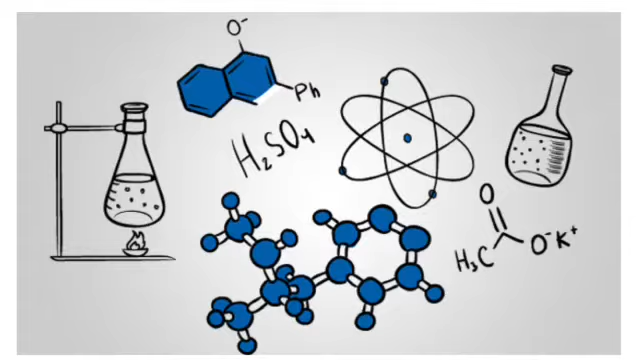 O⁻
Ph
H₂SO₄
O
H₃C
O⁻K⁺